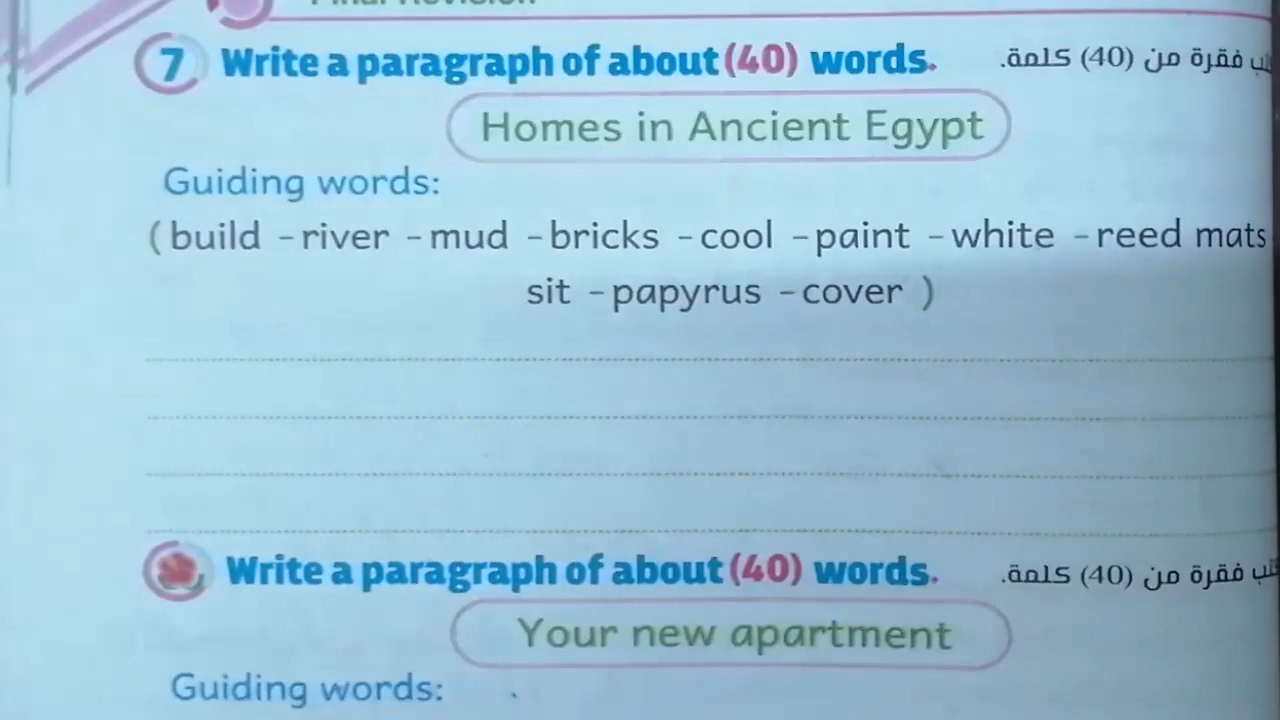 Final Revision
7 Write a paragraph of about (40) words. فقرة من (40) كلمة.
Homes in Ancient Egypt
Guiding words:
( build - river - mud - bricks - cool - paint - white - reed mats
sit - papyrus - cover )
Write a paragraph of about (40) words. فقرة من (40) كلمة.
Your new apartment
Guiding words: